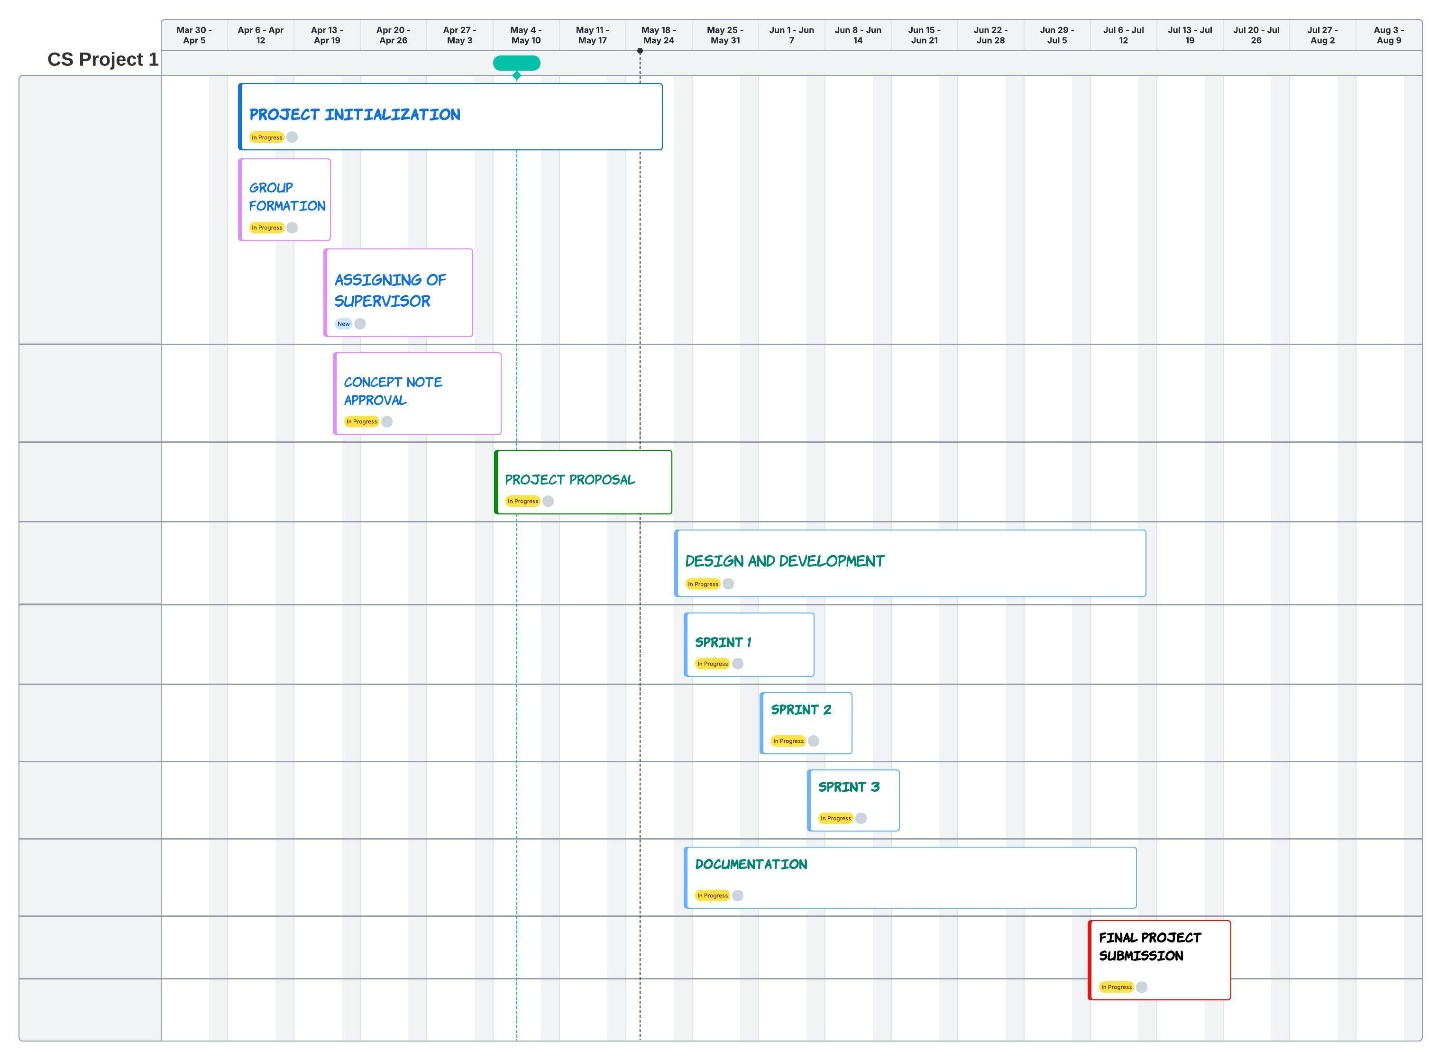 Mar 30 - Apr 5
Apr 6 - Apr 12
Apr 13 - Apr 19
Apr 20 - Apr 26
Apr 27 - May 3
May 4 - May 10
May 11 - May 17
May 18 - May 24
May 25 - May 31
Jun 1 - Jun 7
Jun 8 - Jun 14
Jun 15 - Jun 21
Jun 22 - Jun 28
Jun 29 - Jul 5
Jul 6 - Jul 12
Jul 13 - Jul 19
Jul 20 - Jul 26
Jul 27 - Aug 2
Aug 3 - Aug 9
CS Project 1
PROJECT INITIALIZATION
In Progress
GROUP
FORMATION
In Progress
ASSIGNING OF
SUPERVISOR
New
CONCEPT NOTE
APPROVAL
In Progress
PROJECT PROPOSAL
In Progress
DESIGN AND DEVELOPMENT
In Progress
SPRINT 1
In Progress
SPRINT 2
In Progress
SPRINT 3
In Progress
DOCUMENTATION
In Progress
FINAL PROJECT
SUBMISSION
In Progress